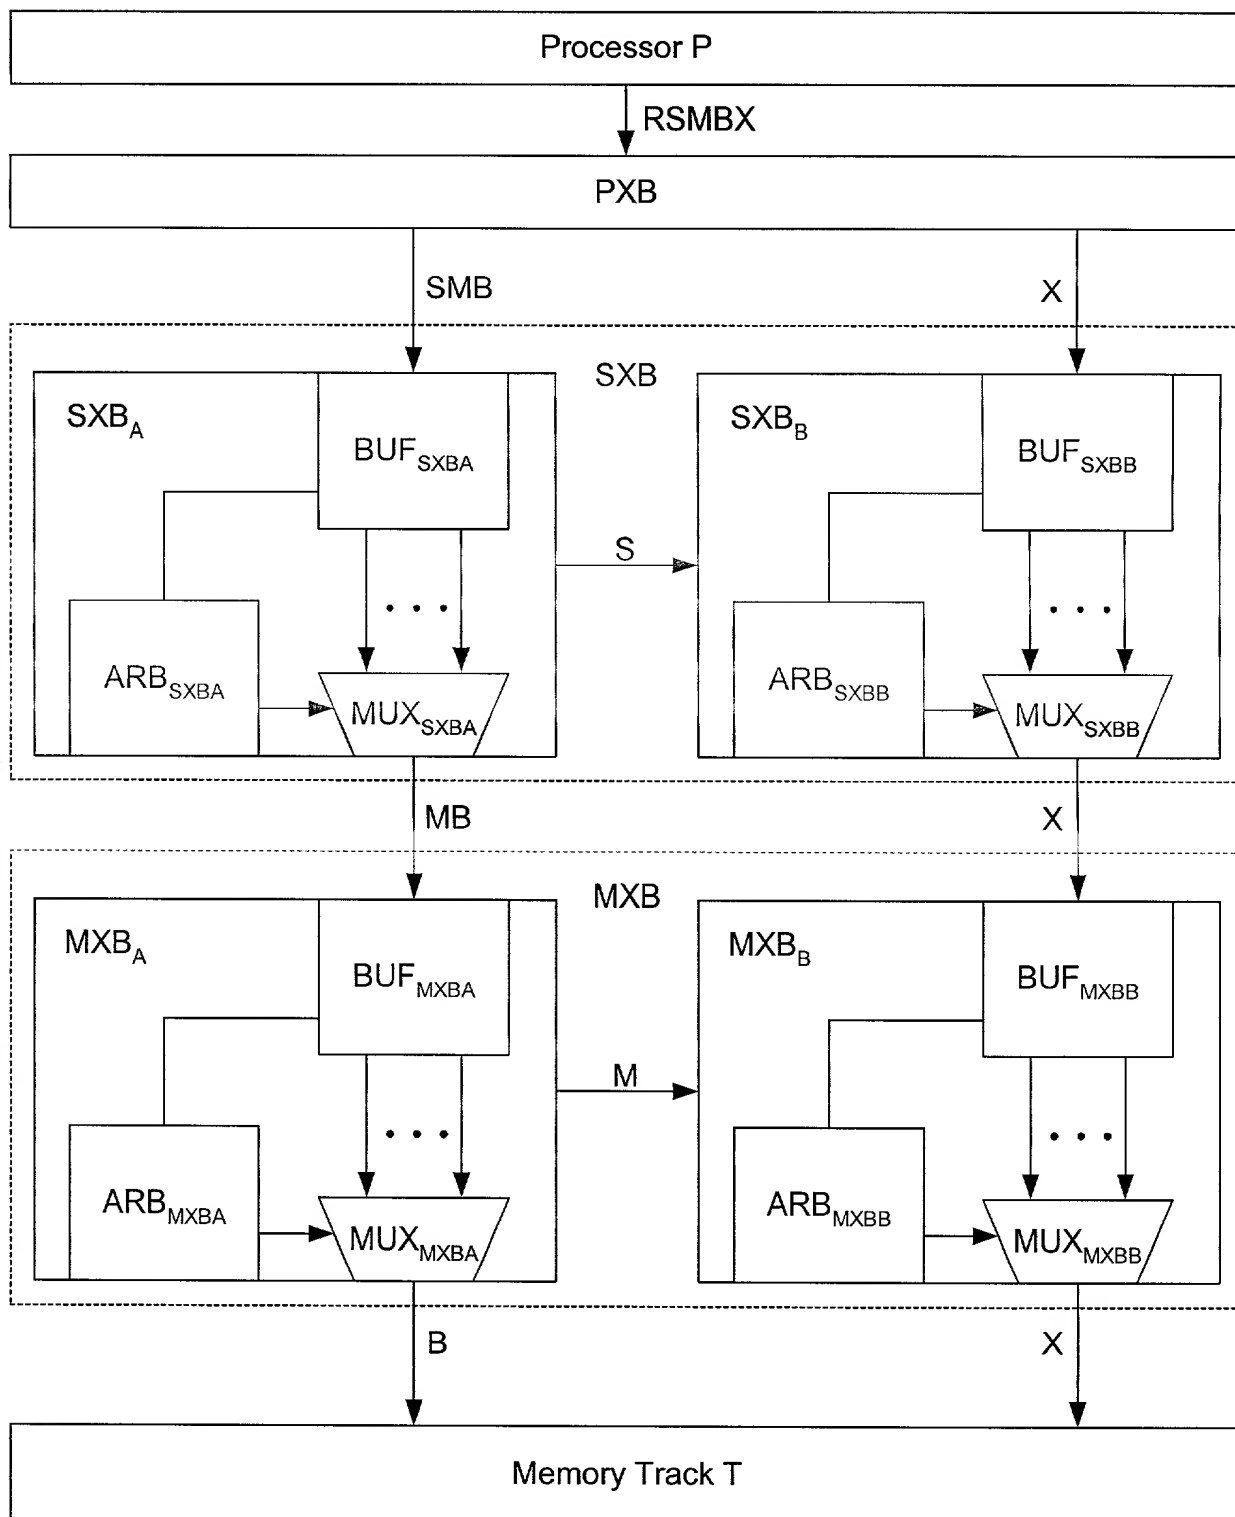 Processor P
RSMBX
PXB
SMB X
SXB
SXBA SXBB
BUFSXBA BUFSXBB
S
• • • • • •
ARBSXBA MUXSXBA ARBSXBB MUXSXBB
MB X
MXB
MXBA MXBB
BUFMXBA BUFMXBB
M
• • • • • •
ARBMXBA MUXMXBA ARBMXBB MUXMXBB
B X
Memory Track T